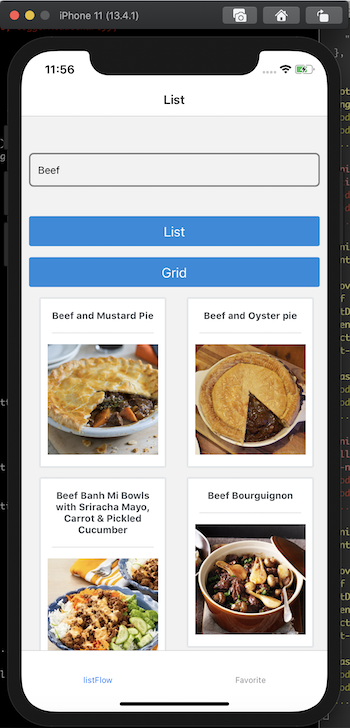 iPhone 11 (13.4.1)
11:56
List
Beef
List
Grid
Beef and Mustard Pie
Beef and Oyster pie
Beef Banh Mi Bowls
with Sriracha Mayo,
Carrot & Pickled
Cucumber
Beef Bourguignon
listFlow
Favorite